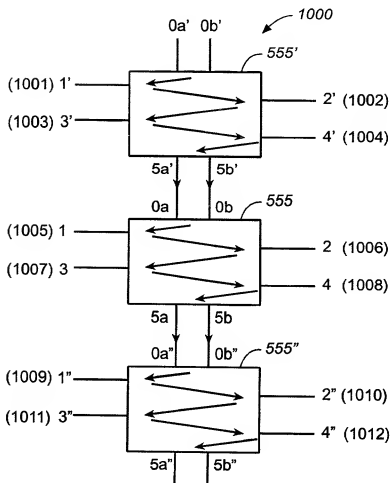 0a' 0b' 1000
555'
(1001) 1'
2' (1002)
(1003) 3'
4' (1004)
5a' 5b'
0a 0b 555
(1005) 1
2 (1006)
(1007) 3
4 (1008)
5a 5b
0a" 0b" 555"
(1009) 1"
2" (1010)
(1011) 3"
4" (1012)
5a" 5b"